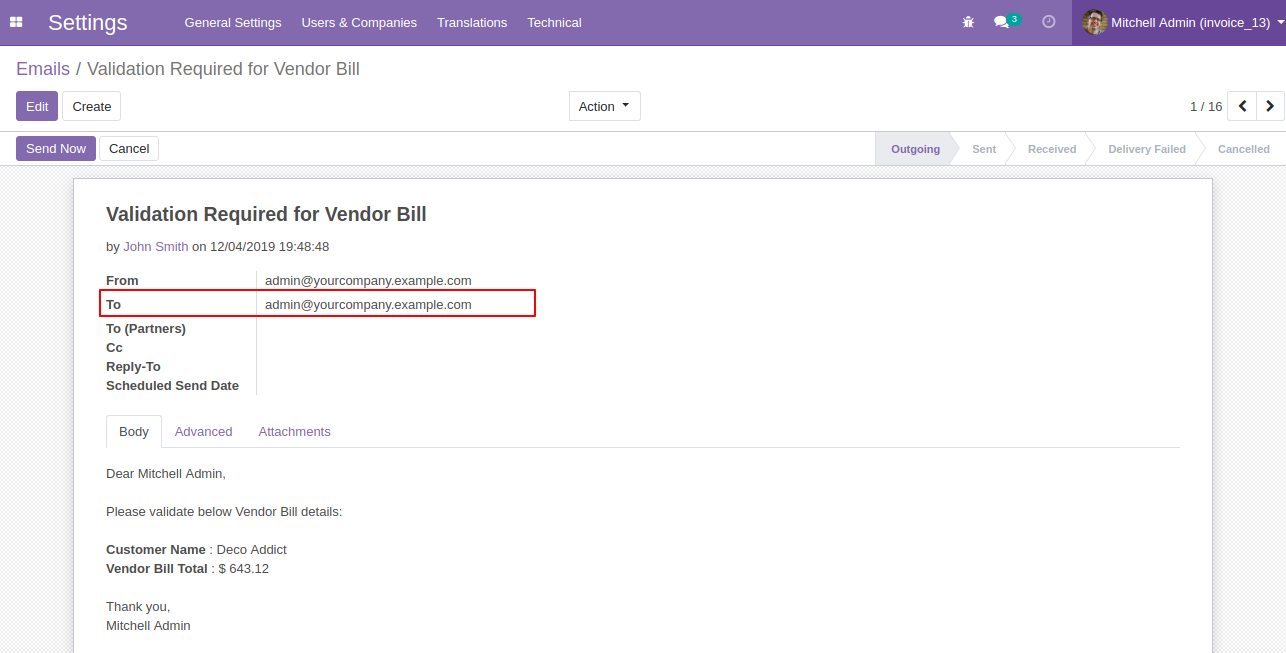 Settings General Settings Users & Companies Translations Technical 3 Mitchell Admin (invoice_13)
Emails / Validation Required for Vendor Bill
Edit Create Action 1 / 16
Send Now Cancel Outgoing Sent Received Delivery Failed Cancelled
Validation Required for Vendor Bill
by John Smith on 12/04/2019 19:48:48
From admin@yourcompany.example.com
To admin@yourcompany.example.com
To (Partners)
Cc
Reply-To
Scheduled Send Date
Body Advanced Attachments
Dear Mitchell Admin,
Please validate below Vendor Bill details:
Customer Name : Deco Addict
Vendor Bill Total : $ 643.12
Thank you,
Mitchell Admin